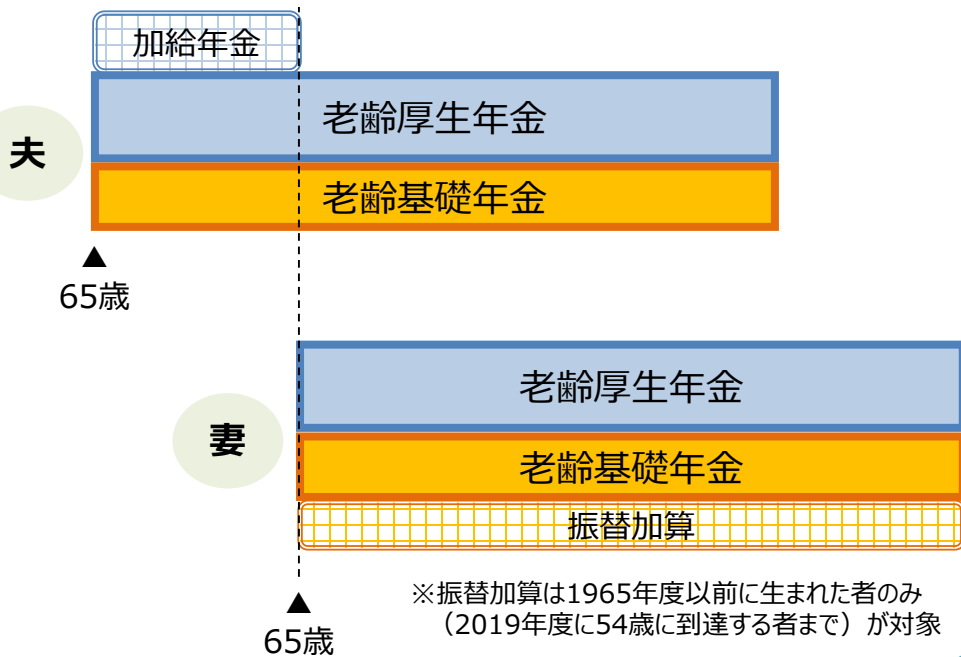 加給年金
老齢厚生年金
夫
老齢基礎年金
▲
65歳
老齢厚生年金
妻
老齢基礎年金
振替加算
▲
65歳
※振替加算は1965年度以前に生まれた者のみ
（2019年度に54歳に到達する者まで）が対象